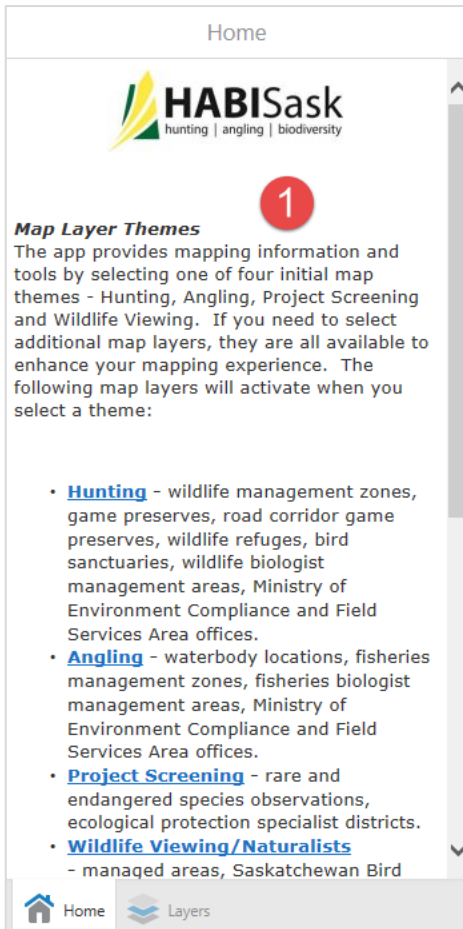 Home
HABISask
hunting | angling | biodiversity
1
Map Layer Themes
The app provides mapping information and
tools by selecting one of four initial map
themes - Hunting, Angling, Project Screening
and Wildlife Viewing.  If you need to select
additional map layers, they are all available to
enhance your mapping experience.  The
following map layers will activate when you
select a theme:
• Hunting - wildlife management zones,
game preserves, road corridor game
preserves, wildlife refuges, bird
sanctuaries, wildlife biologist
management areas, Ministry of
Environment Compliance and Field
Services Area offices.
• Angling - waterbody locations, fisheries
management zones, fisheries biologist
management areas, Ministry of
Environment Compliance and Field
Services Area offices.
• Project Screening - rare and
endangered species observations,
ecological protection specialist districts.
• Wildlife Viewing/Naturalists
- managed areas, Saskatchewan Bird
Home Layers